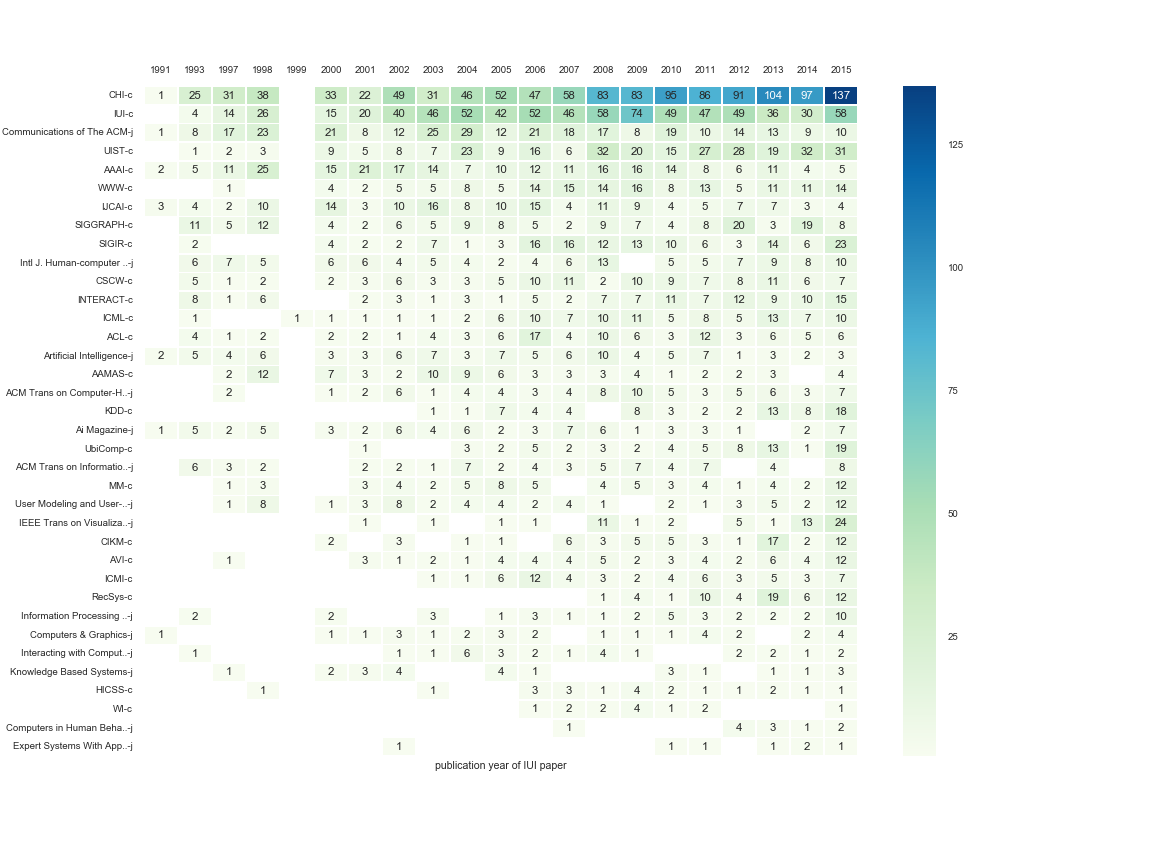 1991 1993 1997 1998 1999 2000 2001 2002 2003 2004 2005 2006 2007 2008 2009 2010 2011 2012 2013 2014 2015
CHI-c 1 25 31 38 33 22 49 31 46 52 47 58 83 83 95 86 91 104 97 137
IUI-c 4 14 26 15 20 40 46 52 42 52 46 58 74 49 47 49 36 30 58
Communications of The ACM-j 1 8 17 23 21 8 12 25 29 12 21 18 17 8 19 10 14 13 9 10
UIST-c 1 2 3 9 5 8 7 23 9 16 6 32 20 15 27 28 19 32 31
AAAI-c 2 5 11 25 15 21 17 14 7 10 12 11 16 16 14 8 6 11 4 5
WWW-c 1 4 2 5 5 8 5 14 15 14 16 8 13 5 11 11 14
IJCAI-c 3 4 2 10 14 3 10 16 8 10 15 4 11 9 4 5 7 7 3 4
SIGGRAPH-c 11 5 12 4 2 6 5 9 8 5 2 9 7 4 8 20 3 19 8
SIGIR-c 2 4 2 2 7 1 3 16 16 12 13 10 6 3 14 6 23
Intl J. Human-computer ..-j 6 7 5 6 6 4 5 4 2 4 6 13 5 5 7 9 8 10
CSCW-c 5 1 2 2 3 6 3 3 5 10 11 2 10 9 7 8 11 6 7
INTERACT-c 8 1 6 2 3 1 3 1 5 2 7 7 11 7 12 9 10 15
ICML-c 1 1 1 1 1 1 2 6 10 7 10 11 5 8 5 13 7 10
ACL-c 4 1 2 2 2 1 4 3 6 17 4 10 6 3 12 3 6 5 6
Artificial Intelligence-j 2 5 4 6 3 3 6 7 3 7 5 6 10 4 5 7 1 3 2 3
AAMAS-c 2 12 7 3 2 10 9 6 3 3 3 4 1 2 2 3 4
ACM Trans on Computer-H..-j 2 1 2 6 1 4 4 3 4 8 10 5 3 5 6 3 7
KDD-c 1 1 7 4 4 8 3 2 2 13 8 18
Ai Magazine-j 1 5 2 5 3 2 6 4 6 2 3 7 6 1 3 3 1 2 7
UbiComp-c 1 3 2 5 2 3 2 4 5 8 13 1 19
ACM Trans on Informatio..-j 6 3 2 2 2 1 7 2 4 3 5 7 4 7 4 8
MM-c 1 3 3 4 2 5 8 5 4 5 3 4 1 4 2 12
User Modeling and User-..-j 1 8 1 3 8 2 4 4 2 4 1 2 1 3 5 2 12
IEEE Trans on Visualiza..-j 1 1 1 1 11 1 2 5 1 13 24
CIKM-c 2 3 1 1 6 3 5 5 3 1 17 2 12
AVI-c 1 3 1 2 1 4 4 4 5 2 3 4 2 6 4 12
ICMI-c 1 1 6 12 4 3 2 4 6 3 5 3 7
RecSys-c 1 4 1 10 4 19 6 12
Information Processing ..-j 2 2 3 1 3 1 1 2 5 3 2 2 2 10
Computers & Graphics-j 1 1 1 3 1 2 3 2 1 1 1 4 2 2 4
Interacting with Comput..-j 1 1 1 6 3 2 1 4 1 2 2 1 2
Knowledge Based Systems-j 1 2 3 4 4 1 3 1 1 1 3
HICSS-c 1 1 3 3 1 4 2 1 1 2 1 1
WI-c 1 2 2 4 1 2 1
Computers in Human Beha..-j 1 4 3 1 2
Expert Systems With App..-j 1 1 1 1 2 1
publication year of IUI paper
125
100
75
50
25